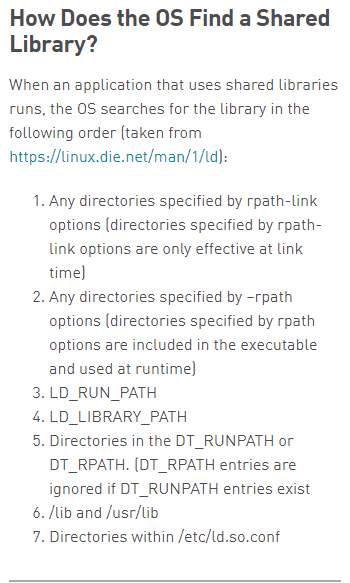 How Does the OS Find a Shared
Library?
When an application that uses shared libraries
runs, the OS searches for the library in the
following order (taken from
https://linux.die.net/man/1/ld):
1. Any directories specified by rpath-link
options (directories specified by rpath-
link options are only effective at link
time)
2. Any directories specified by –rpath
options (directories specified by rpath
options are included in the executable
and used at runtime)
3. LD_RUN_PATH
4. LD_LIBRARY_PATH
5. Directories in the DT_RUNPATH or
DT_RPATH. (DT_RPATH entries are
ignored if DT_RUNPATH entries exist
6. /lib and /usr/lib
7. Directories within /etc/ld.so.conf